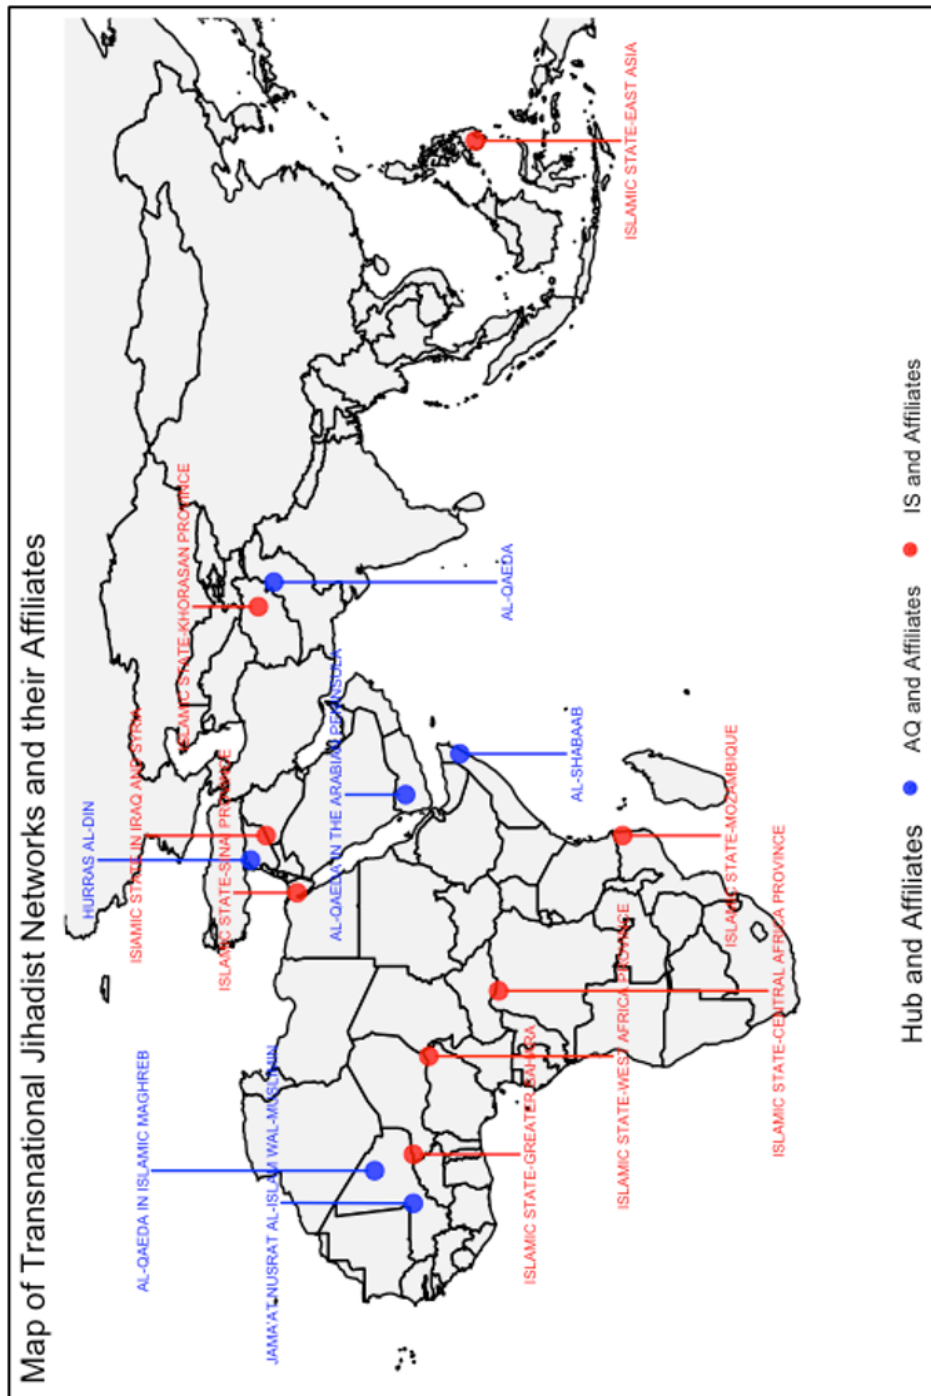 Map of Transnational Jihadist Networks and their Affiliates
HURRAS AL-DIN
ISIAMIC STATE IN IRAQ AND SYRIA
AL-QAEDA IN ISLAMIC MAGHREB
ISLAMIC STATE-KHORASAN PROVINCE
ISLAMIC STATE-SINAI PROVINCE
JAMA'AT NUSRAT AL-ISLAM WAL-MUSLIMIN
AL-QAEDA IN THE ARABIAN PENINSULA
AL-QAEDA
ISLAMIC STATE-GREATER SAHARA
AL-SHABAAB
ISLAMIC STATE-WEST AFRICA PROVINCE
ISLAMIC STATE-EAST ASIA
ISLAMIC STATE-MOZAMBIQUE
ISLAMIC STATE-CENTRAL AFRICA PROVINCE
Hub and Affiliates AQ and Affiliates IS and Affiliates